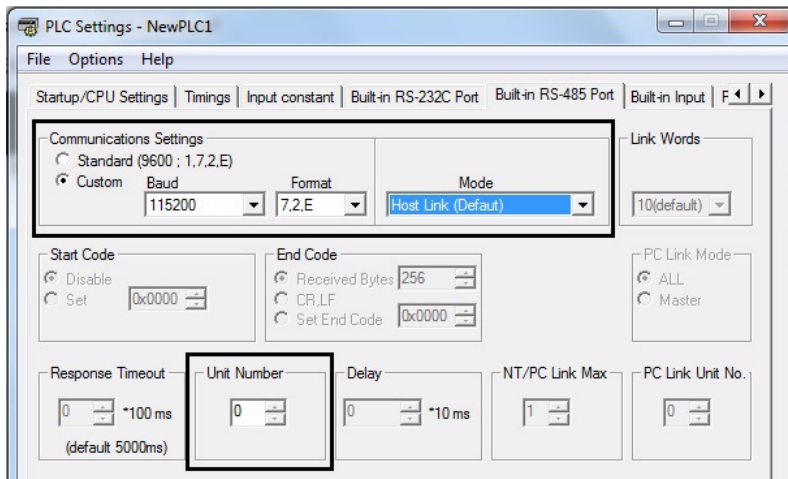 PLC Settings - NewPLC1
File Options Help
Startup/CPU Settings Timings Input constant Built-in RS-232C Port Built-in RS-485 Port Built-in Input F
Communications Settings
Standard (9600 ; 1,7,2,E)
Custom Baud Format Mode
115200 7,2,E Host Link (Defaut)
Link Words
10(default)
Start Code
Disable
Set 0x0000
End Code
Received Bytes 256
CR,LF
Set End Code 0x0000
PC Link Mode
ALL
Master
Response Timeout
0 *100 ms
(default 5000ms)
Unit Number
0
Delay
0 *10 ms
NT/PC Link Max
1
PC Link Unit No.
0